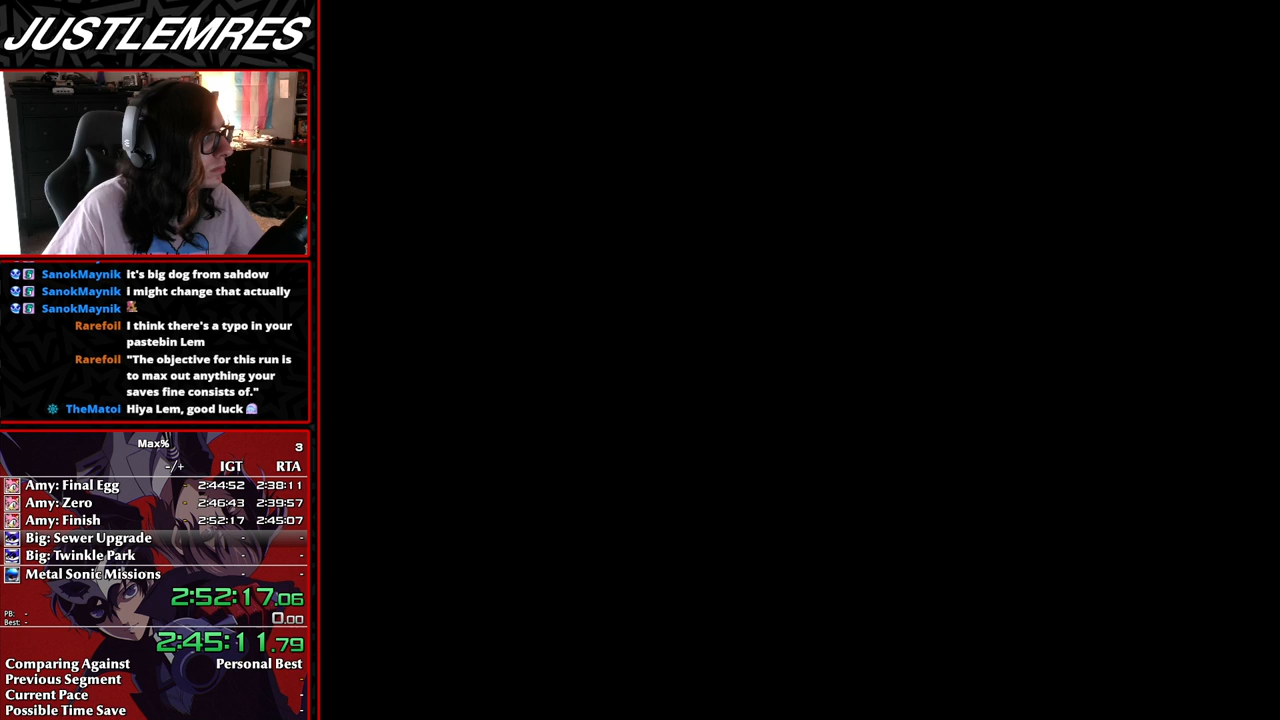 JUSTLEMRES
SanokMaynik it's big dog from sahdow
SanokMaynik i might change that actually
SanokMaynik
Rarefoil I think there's a typo in your
pastebin Lem
Rarefoil "The objective for this run is
to max out anything your
saves fine consists of."
TheMatoi Hiya Lem, good luck
Max% 3
-/+ IGT RTA
Amy: Final Egg - 2:44:52 2:38:11
Amy: Zero - 2:46:43 2:39:57
Amy: Finish 2:52:17 2:45:07
Big: Sewer Upgrade - -
Big: Twinkle Park - -
Metal Sonic Missions - -
2:52:17.06
PB: -
Best: -
0.00
2:45:11.79
Comparing Against Personal Best
Previous Segment -
Current Pace -
Possible Time Save -